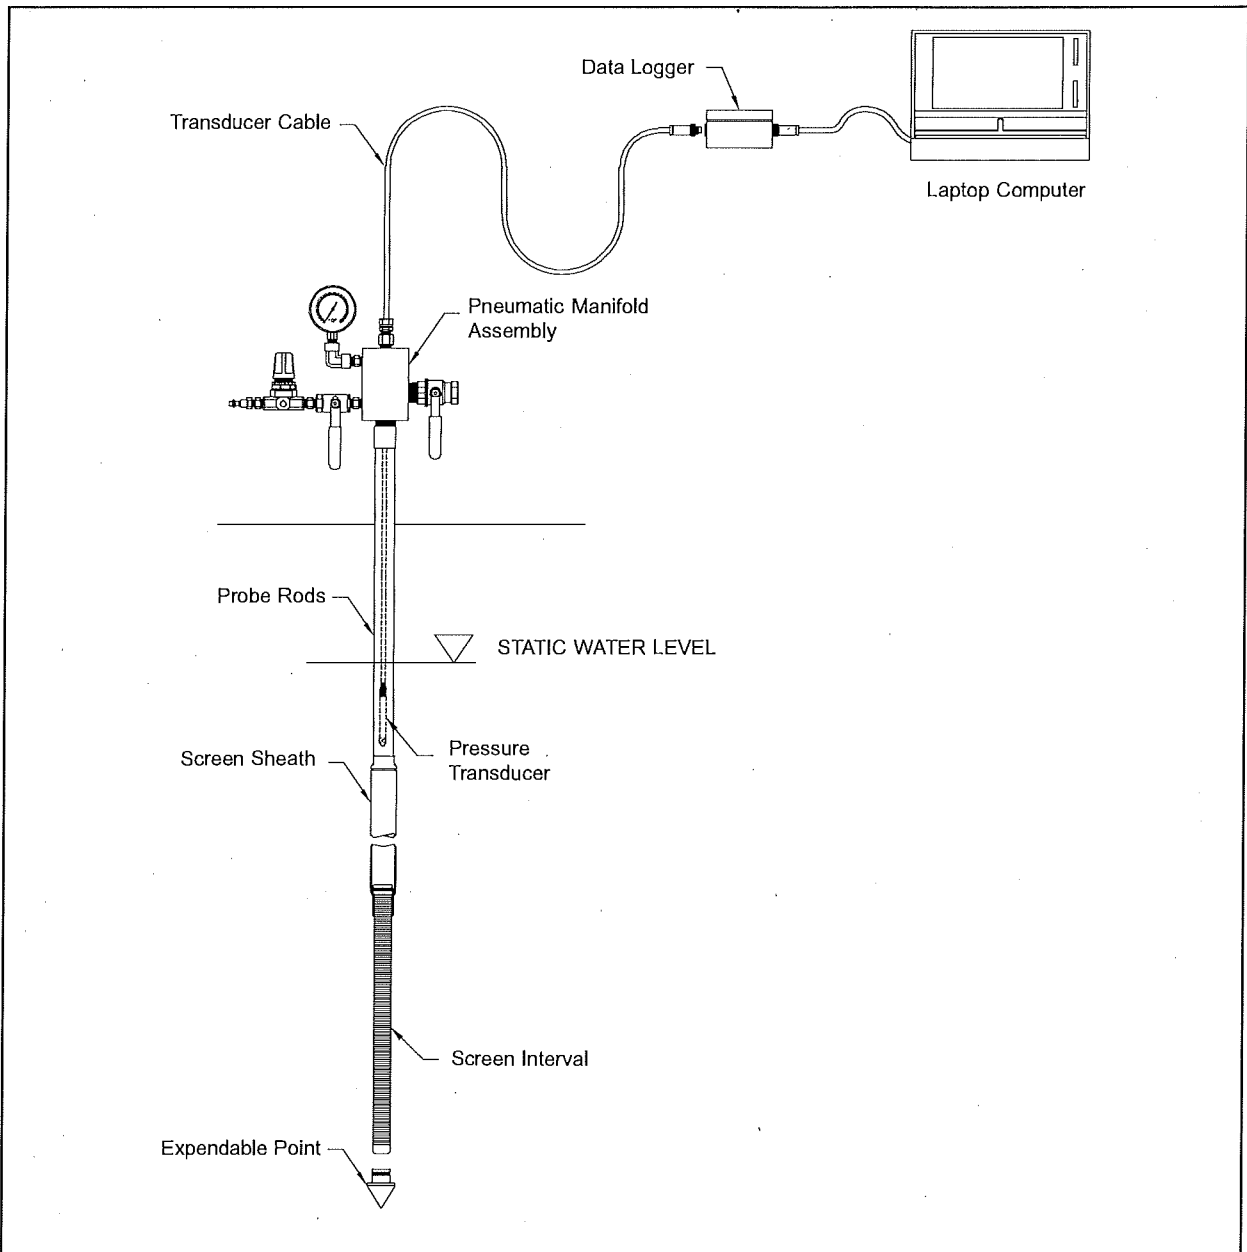 Data Logger
Transducer Cable
Laptop Computer
Pneumatic Manifold
Assembly
Probe Rods
STATIC WATER LEVEL
Screen Sheath
Pressure
Transducer
Screen Interval
Expendable Point